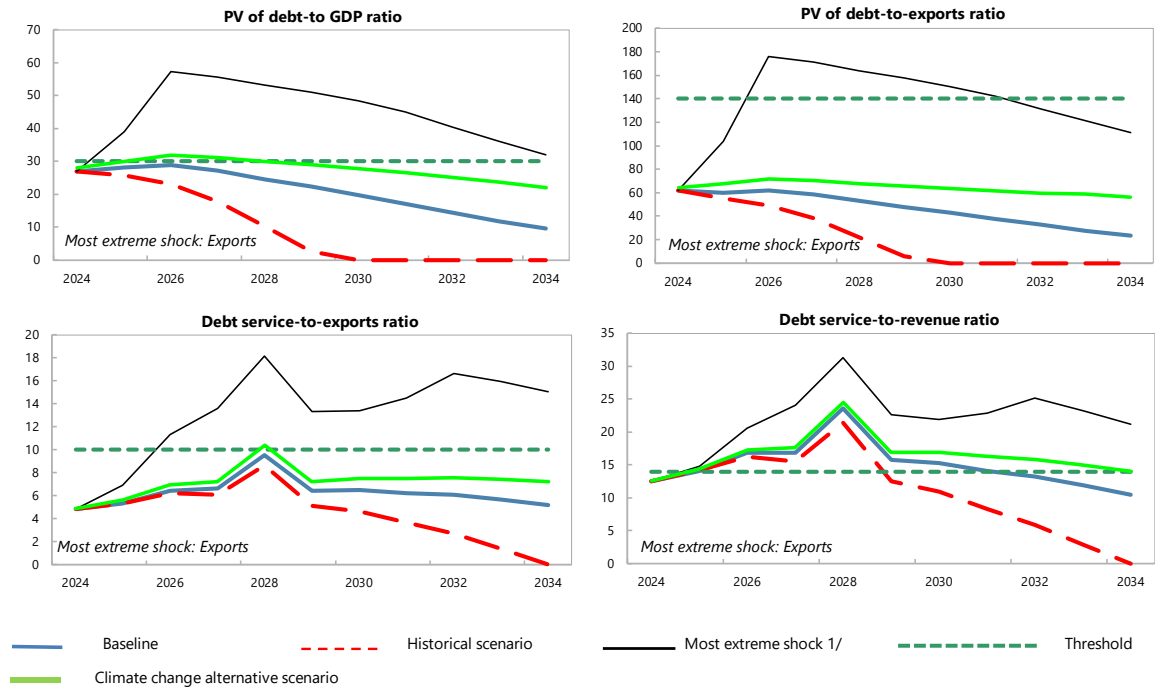 PV of debt-to GDP ratio
70
60
50
40
30
20
10
0
Most extreme shock: Exports
2024 2026 2028 2030 2032 2034
PV of debt-to-exports ratio
200
180
160
140
120
100
80
60
40
20
0
Most extreme shock: Exports
2024 2026 2028 2030 2032 2034
Debt service-to-exports ratio
20
18
16
14
12
10
8
6
4
2
0
Most extreme shock: Exports
2024 2026 2028 2030 2032 2034
Debt service-to-revenue ratio
35
30
25
20
15
10
5
0
Most extreme shock: Exports
2024 2026 2028 2030 2032 2034
Baseline Historical scenario Most extreme shock 1/ Threshold
Climate change alternative scenario